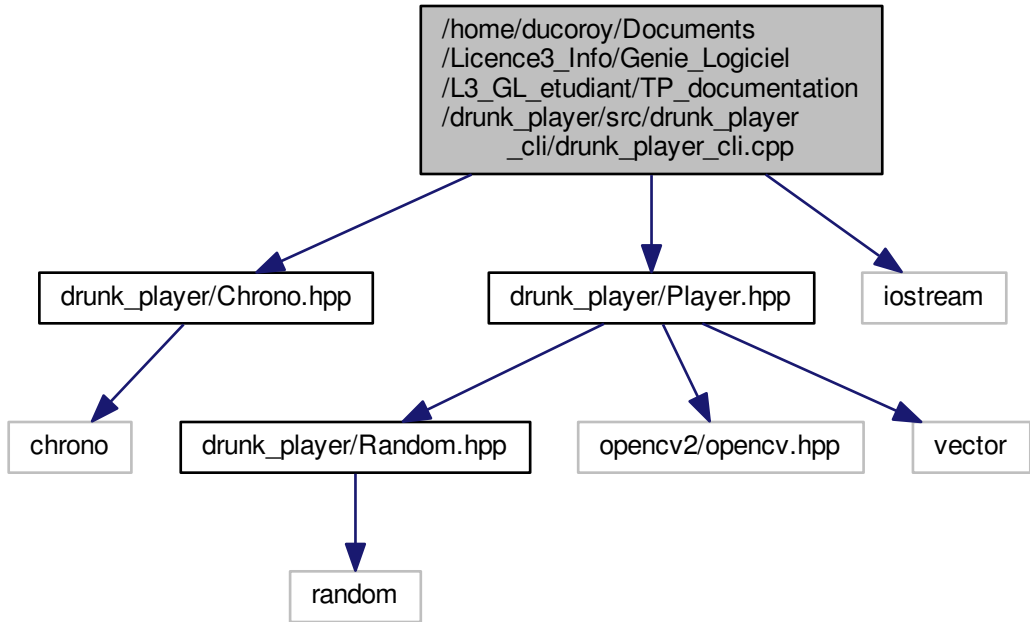 /home/ducoroy/Documents
/Licence3_Info/Genie_Logiciel
/L3_GL_etudiant/TP_documentation
/drunk_player/src/drunk_player
_cli/drunk_player_cli.cpp
drunk_player/Chrono.hpp
drunk_player/Player.hpp
iostream
chrono
drunk_player/Random.hpp
opencv2/opencv.hpp
vector
random